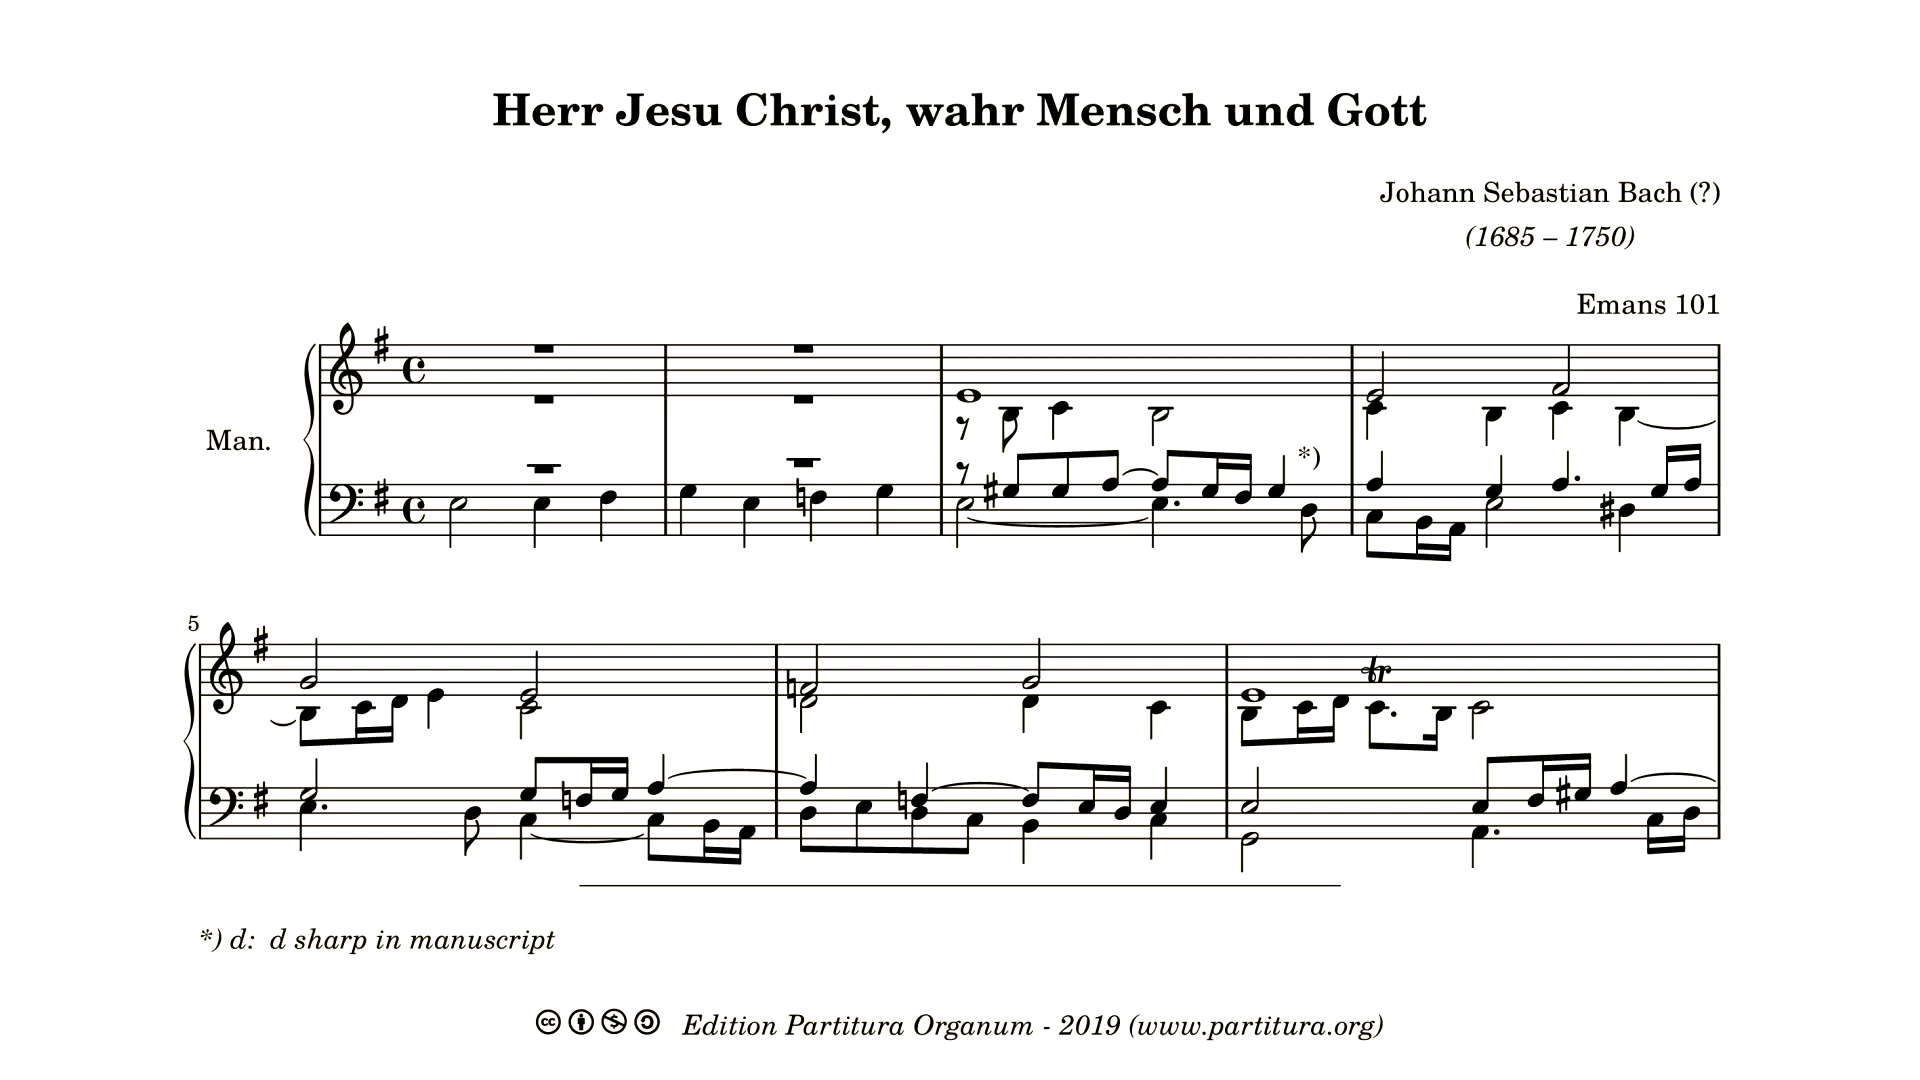 Herr Jesu Christ, wahr Mensch und Gott
Johann Sebastian Bach (?)
(1685 – 1750)
Emans 101
Man.
*)
5
*) d: d sharp in manuscript
Edition Partitura Organum - 2019 (www.partitura.org)